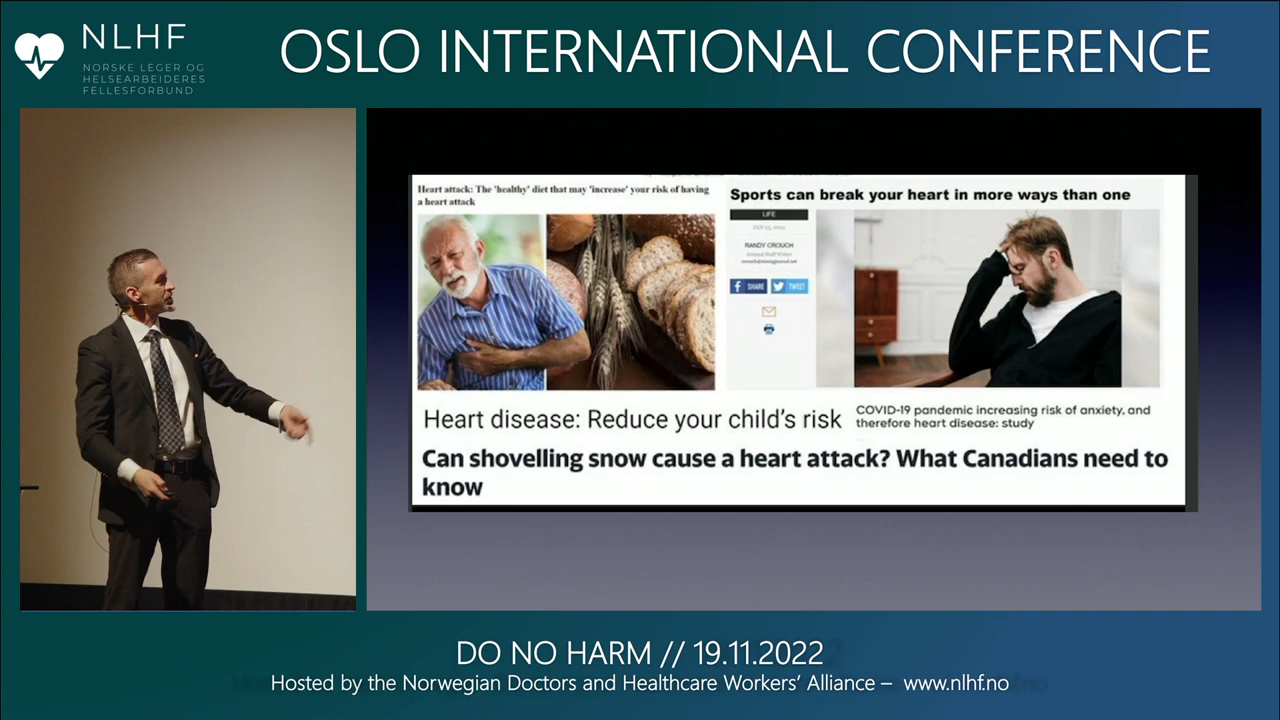 NLHF
NORSKE LEGER OG
HELSEARBEIDERES
FELLESFORBUND
OSLO INTERNATIONAL CONFERENCE
Heart attack: The 'healthy' diet that may 'increase' your risk of having
a heart attack
Sports can break your heart in more ways than one
LIFE
RANDY CROUCH
Journal Staff Writer
SHARE
TWEET
Heart disease: Reduce your child's risk
COVID-19 pandemic increasing risk of anxiety, and
therefore heart disease: study
Can shovelling snow cause a heart attack? What Canadians need to
know
DO NO HARM // 19.11.2022
Hosted by the Norwegian Doctors and Healthcare Workers' Alliance – www.nlhf.no